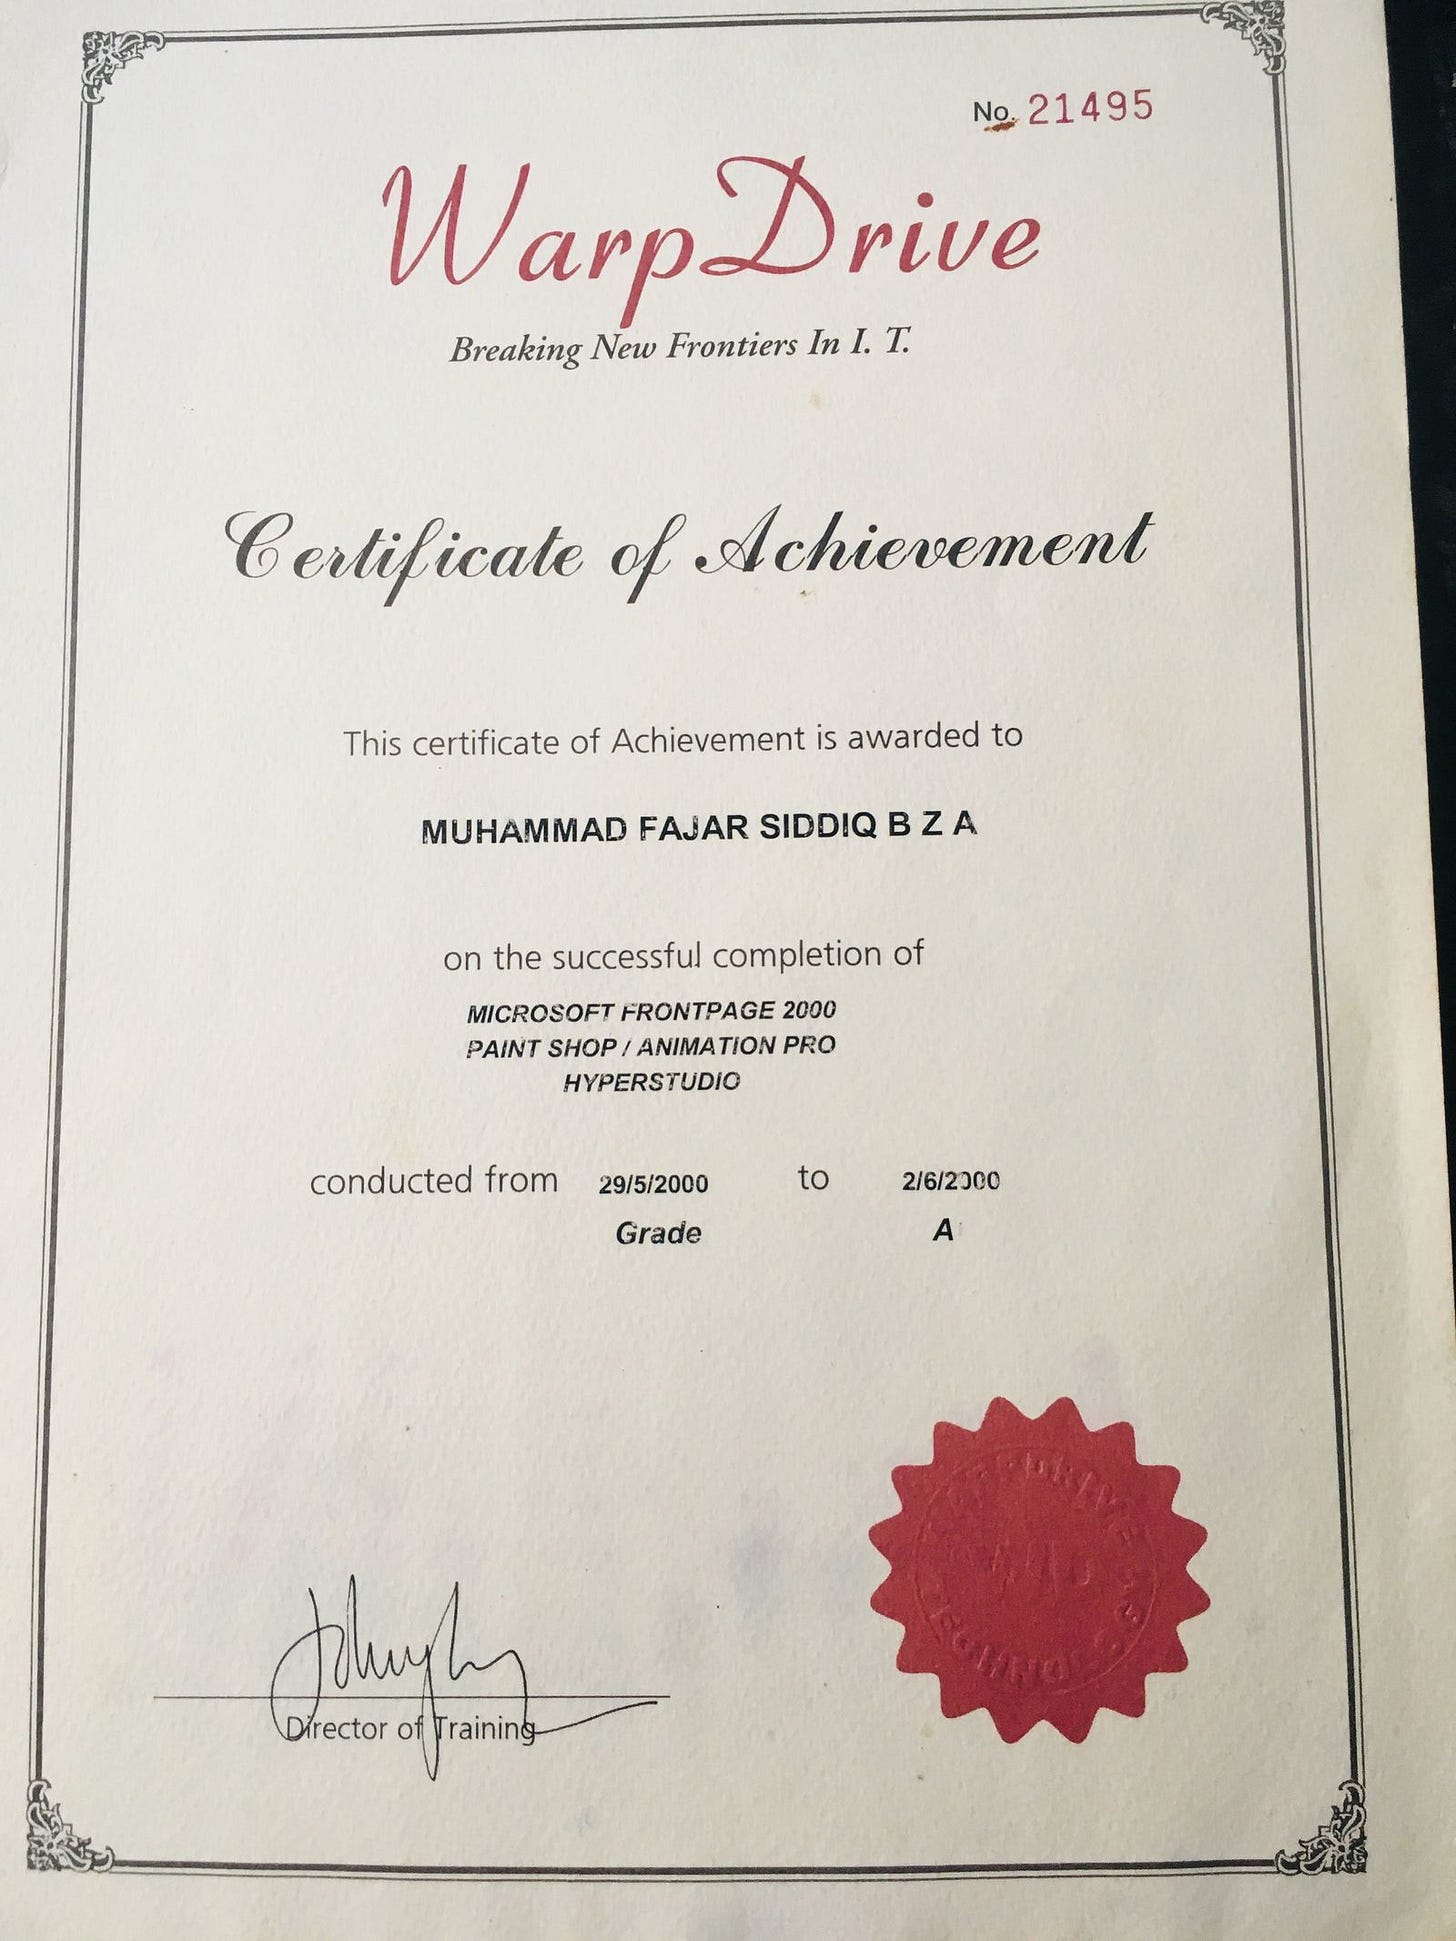 No. 21495
WarpDrive
Breaking New Frontiers In I. T.
Certificate of Achievement
This certificate of Achievement is awarded to
MUHAMMAD FAJAR SIDDIQ B Z A
on the successful completion of
MICROSOFT FRONTPAGE 2000
PAINT SHOP / ANIMATION PRO
HYPERSTUDIO
conducted from 29/5/2000 to 2/6/2000
Grade A
Director of Training